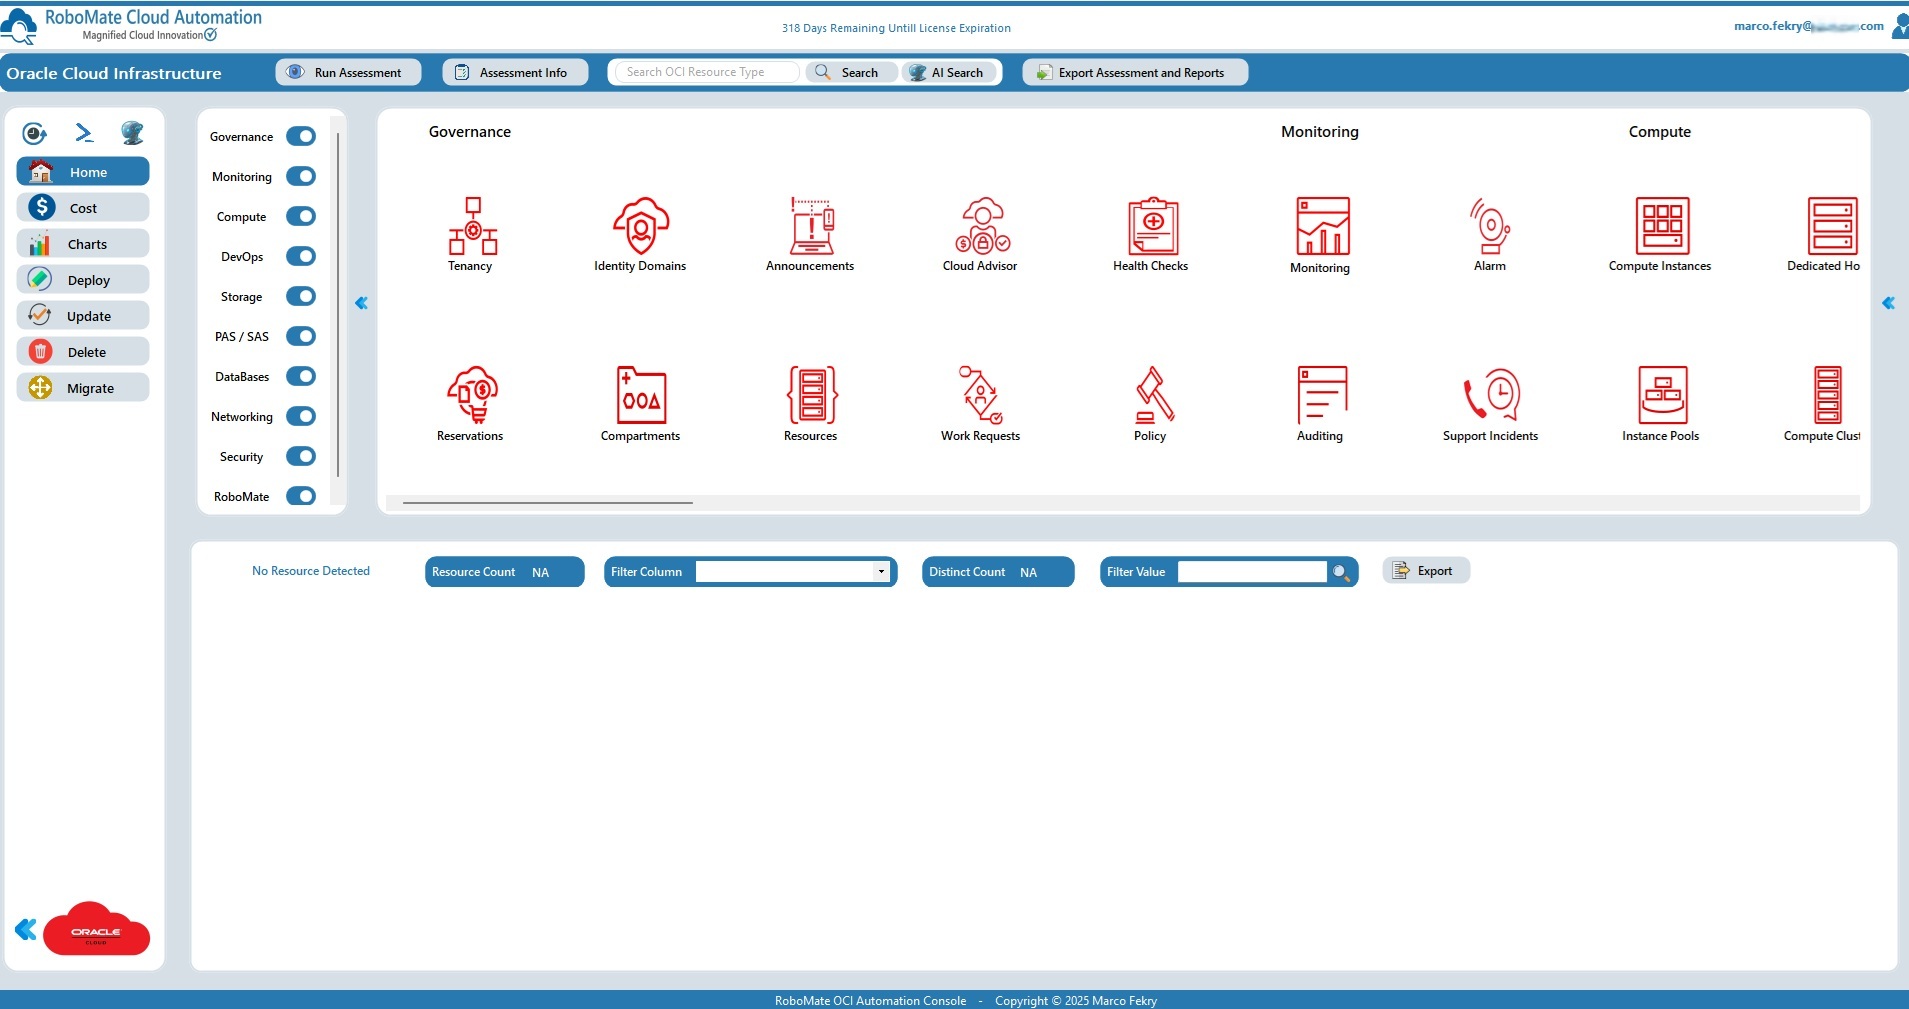 RoboMate Cloud Automation
Magnified Cloud Innovation
318 Days Remaining Untill License Expiration
marco.fekry@ .com
Oracle Cloud Infrastructure
Run Assessment
Assessment Info
Search OCI Resource Type
Search
AI Search
Export Assessment and Reports
Home
Cost
Charts
Deploy
Update
Delete
Migrate
ORACLE
CLOUD
Governance
Monitoring
Compute
DevOps
Storage
PAS / SAS
DataBases
Networking
Security
RoboMate
Governance
Monitoring
Compute
Tenancy
Identity Domains
Announcements
Cloud Advisor
Health Checks
Monitoring
Alarm
Compute Instances
Dedicated Ho
Reservations
Compartments
Resources
Work Requests
Policy
Auditing
Support Incidents
Instance Pools
Compute Clust
No Resource Detected
Resource Count NA
Filter Column
Distinct Count NA
Filter Value
Export
RoboMate OCI Automation Console - Copyright © 2025 Marco Fekry